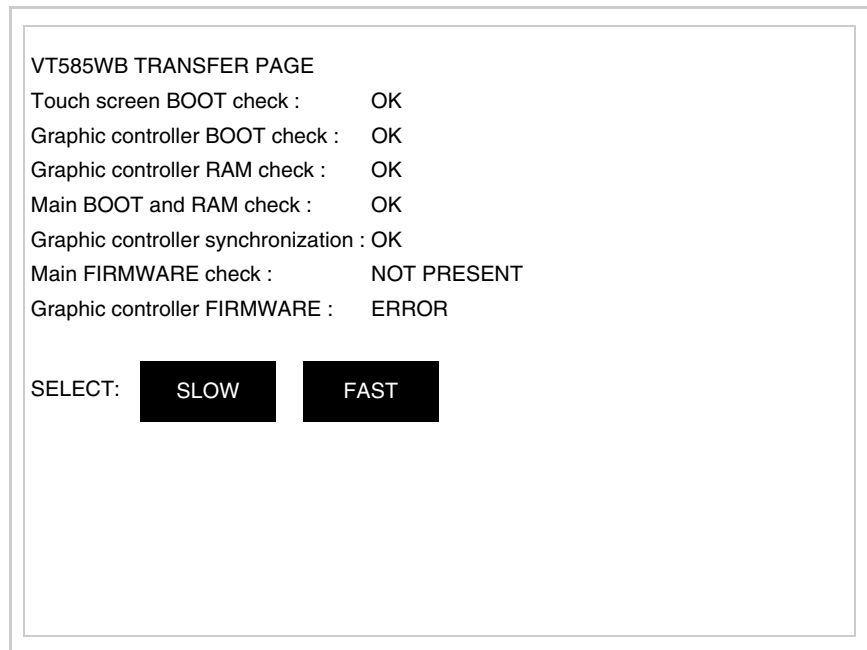 VT585WB TRANSFER PAGE
Touch screen BOOT check : OK
Graphic controller BOOT check : OK
Graphic controller RAM check : OK
Main BOOT and RAM check : OK
Graphic controller synchronization : OK
Main FIRMWARE check : NOT PRESENT
Graphic controller FIRMWARE : ERROR
SELECT: SLOW FAST